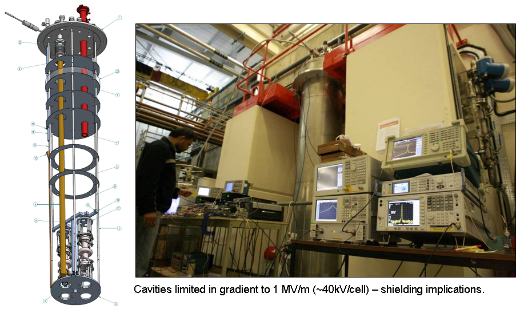 Cavities limited in gradient to 1 MV/m (~40kV/cell) – shielding implications.